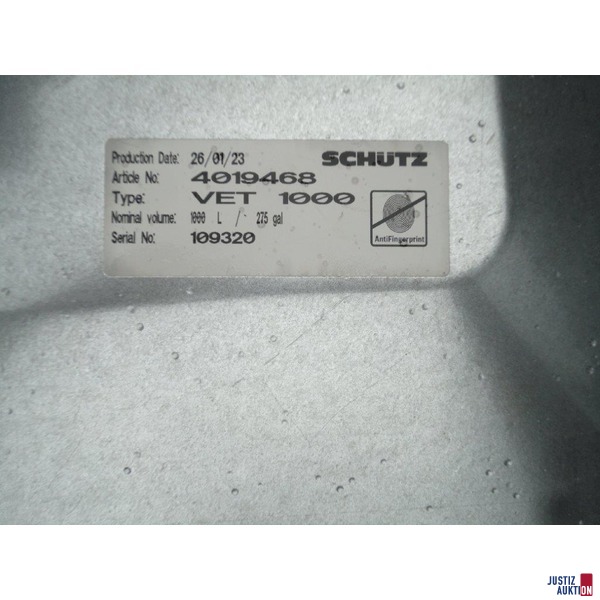 Production Date: 26/01/23 SCHÜTZ
Article No: 4019468
Type: VET 1000
Nominal volume: 1000 L / 275 gal
Serial No: 109320
AntiFingerprint
JUSTIZ
AUKTION